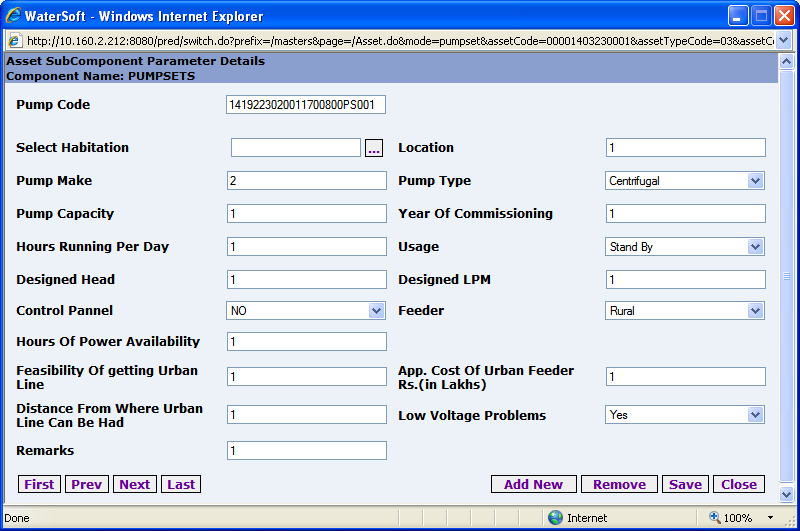 WaterSoft - Windows Internet Explorer
http://10.160.2.212:8080/pred/switch.do?prefix=/masters&page=/Asset.do&mode=pumpset&assetCode=00001403230001&assetTypeCode=03&assetC
Asset SubComponent Parameter Details
Component Name: PUMPSETS
Pump Code 1419223020011700800PS001
Select Habitation ... Location 1
Pump Make 2 Pump Type Centrifugal
Pump Capacity 1 Year Of Commissioning 1
Hours Running Per Day 1 Usage Stand By
Designed Head 1 Designed LPM 1
Control Pannel NO Feeder Rural
Hours Of Power Availability 1
Feasibility Of getting Urban Line 1 App. Cost Of Urban Feeder Rs.(in Lakhs) 1
Distance From Where Urban Line Can Be Had 1 Low Voltage Problems Yes
Remarks 1
First Prev Next Last Add New Remove Save Close
Done Internet 100%